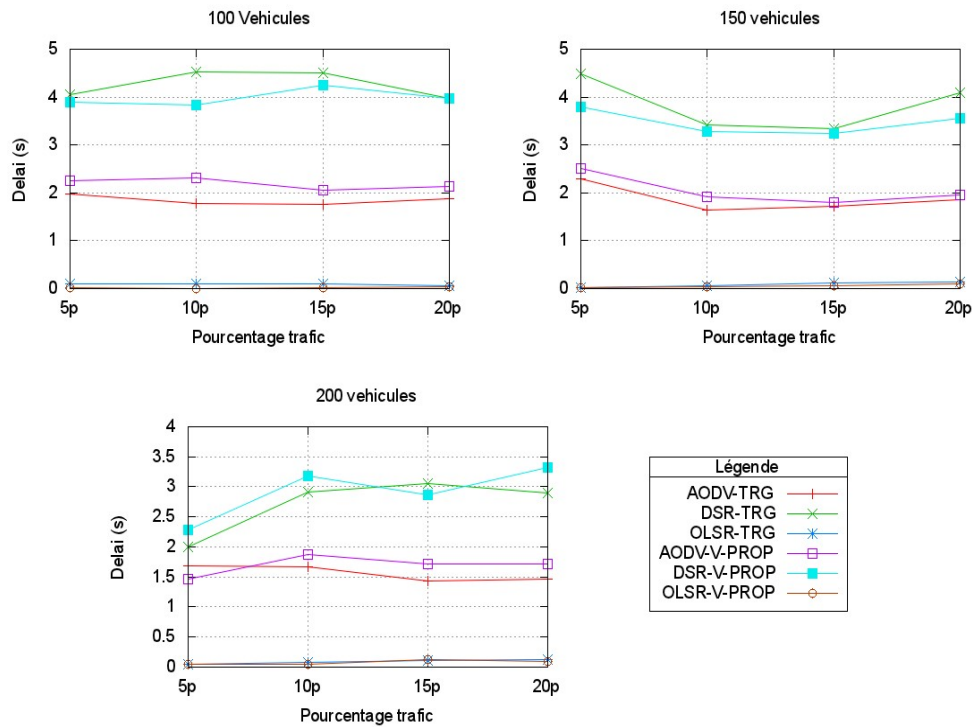 100 Vehicules
5
4
3
2
1
0
Delai (s)
5p 10p 15p 20p
Pourcentage trafic
150 vehicules
5
4
3
2
1
0
Delai (s)
5p 10p 15p 20p
Pourcentage trafic
200 vehicules
4
3.5
3
2.5
2
1.5
1
0.5
0
Delai (s)
5p 10p 15p 20p
Pourcentage trafic
Légende
AODV-TRG
DSR-TRG
OLSR-TRG
AODV-V-PROP
DSR-V-PROP
OLSR-V-PROP